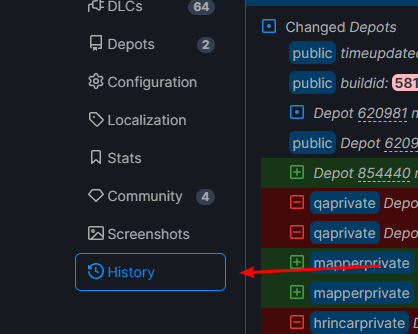 DLCs 64
Depots 2
Configuration
Localization
Stats
Community 4
Screenshots
History
Changed Depots
public timeupdated
public buildid: 581
Depot 620981
public Depot 6209
Depot 854440
qaprivate Depo
qaprivate Depo
mapperprivate
mapperprivate
hrincarprivate